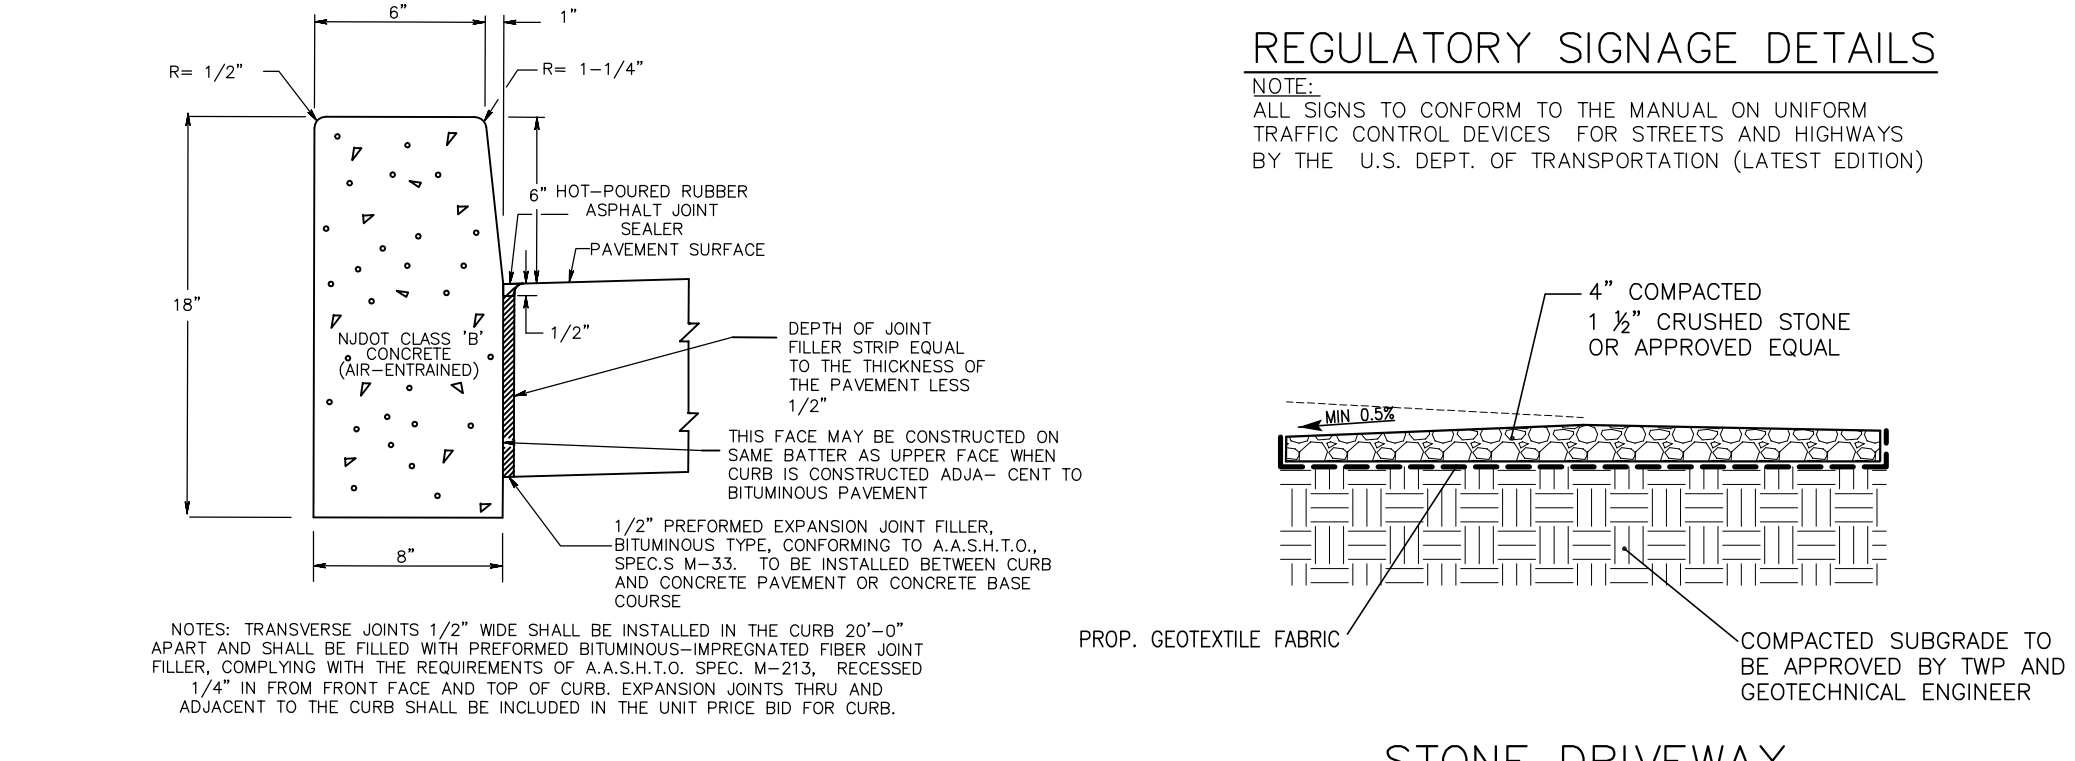 6"
1"
R= 1/2"
R= 1-1/4"
6"
HOT-POURED RUBBER
ASPHALT JOINT
SEALER
PAVEMENT SURFACE
18"
1/2"
NJDOT CLASS 'B'
CONCRETE
(AIR-ENTRAINED)
DEPTH OF JOINT
FILLER STRIP EQUAL
TO THE THICKNESS OF
THE PAVEMENT LESS
1/2"
THIS FACE MAY BE CONSTRUCTED ON
SAME BATTER AS UPPER FACE WHEN
CURB IS CONSTRUCTED ADJA- CENT TO
BITUMINOUS PAVEMENT
1/2" PREFORMED EXPANSION JOINT FILLER,
BITUMINOUS TYPE, CONFORMING TO A.A.S.H.T.O.,
SPEC.S M-33. TO BE INSTALLED BETWEEN CURB
AND CONCRETE PAVEMENT OR CONCRETE BASE
COURSE
8"
NOTES: TRANSVERSE JOINTS 1/2" WIDE SHALL BE INSTALLED IN THE CURB 20'-0"
APART AND SHALL BE FILLED WITH PREFORMED BITUMINOUS-IMPREGNATED FIBER JOINT
FILLER, COMPLYING WITH THE REQUIREMENTS OF A.A.S.H.T.O. SPEC. M-213, RECESSED
1/4" IN FROM FRONT FACE AND TOP OF CURB. EXPANSION JOINTS THRU AND
ADJACENT TO THE CURB SHALL BE INCLUDED IN THE UNIT PRICE BID FOR CURB.
REGULATORY SIGNAGE DETAILS
NOTE:
ALL SIGNS TO CONFORM TO THE MANUAL ON UNIFORM
TRAFFIC CONTROL DEVICES FOR STREETS AND HIGHWAYS
BY THE U.S. DEPT. OF TRANSPORTATION (LATEST EDITION)
4" COMPACTED
1 ½" CRUSHED STONE
OR APPROVED EQUAL
MIN 0.5%
PROP. GEOTEXTILE FABRIC
COMPACTED SUBGRADE TO
BE APPROVED BY TWP AND
GEOTECHNICAL ENGINEER
STONE DRIVEWAY